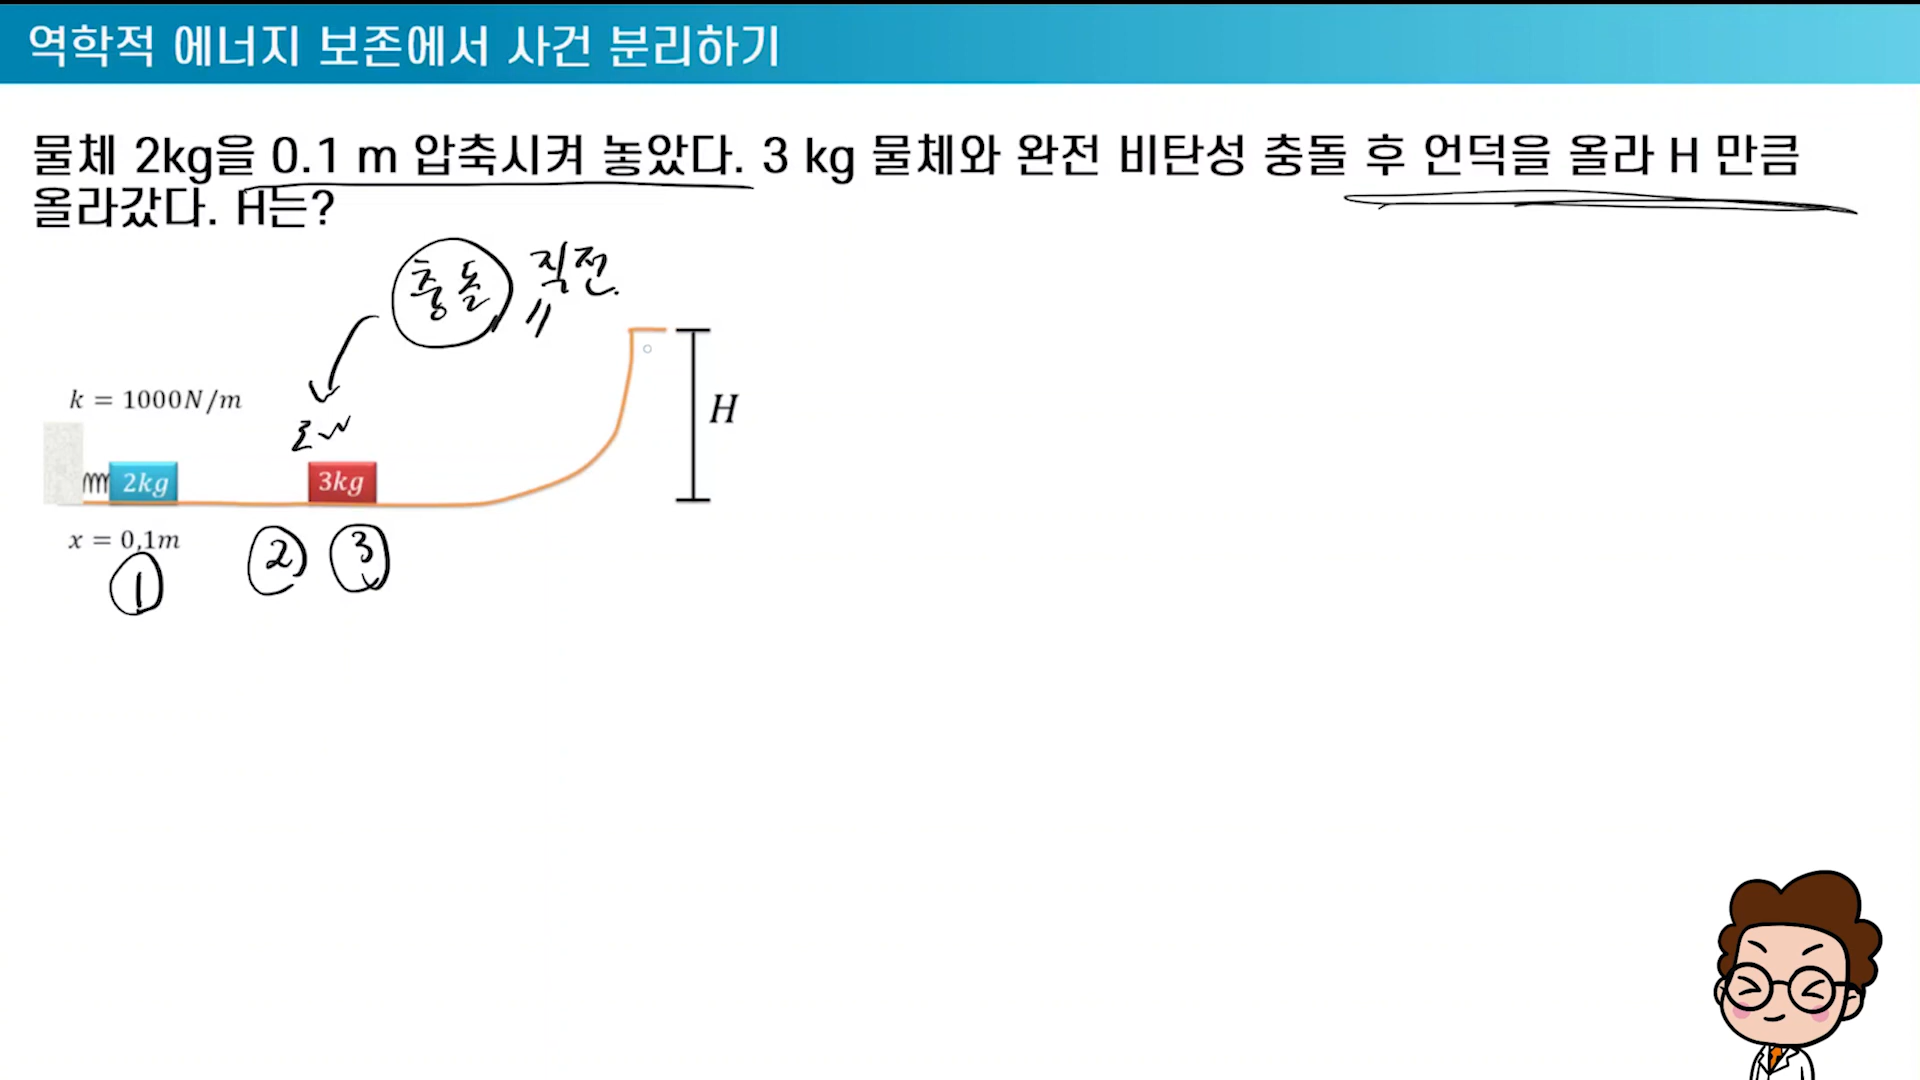 역학적 에너지 보존에서 사건 분리하기
물체 2kg을 0.1 m 압축시켜 놓았다. 3 kg 물체와 완전 비탄성 충돌 후 언덕을 올라 H 만큼
올라갔다. H는?
충돌 직전.
k = 1000N/m
H
2kg
3kg
x = 0,1m
1
2
3